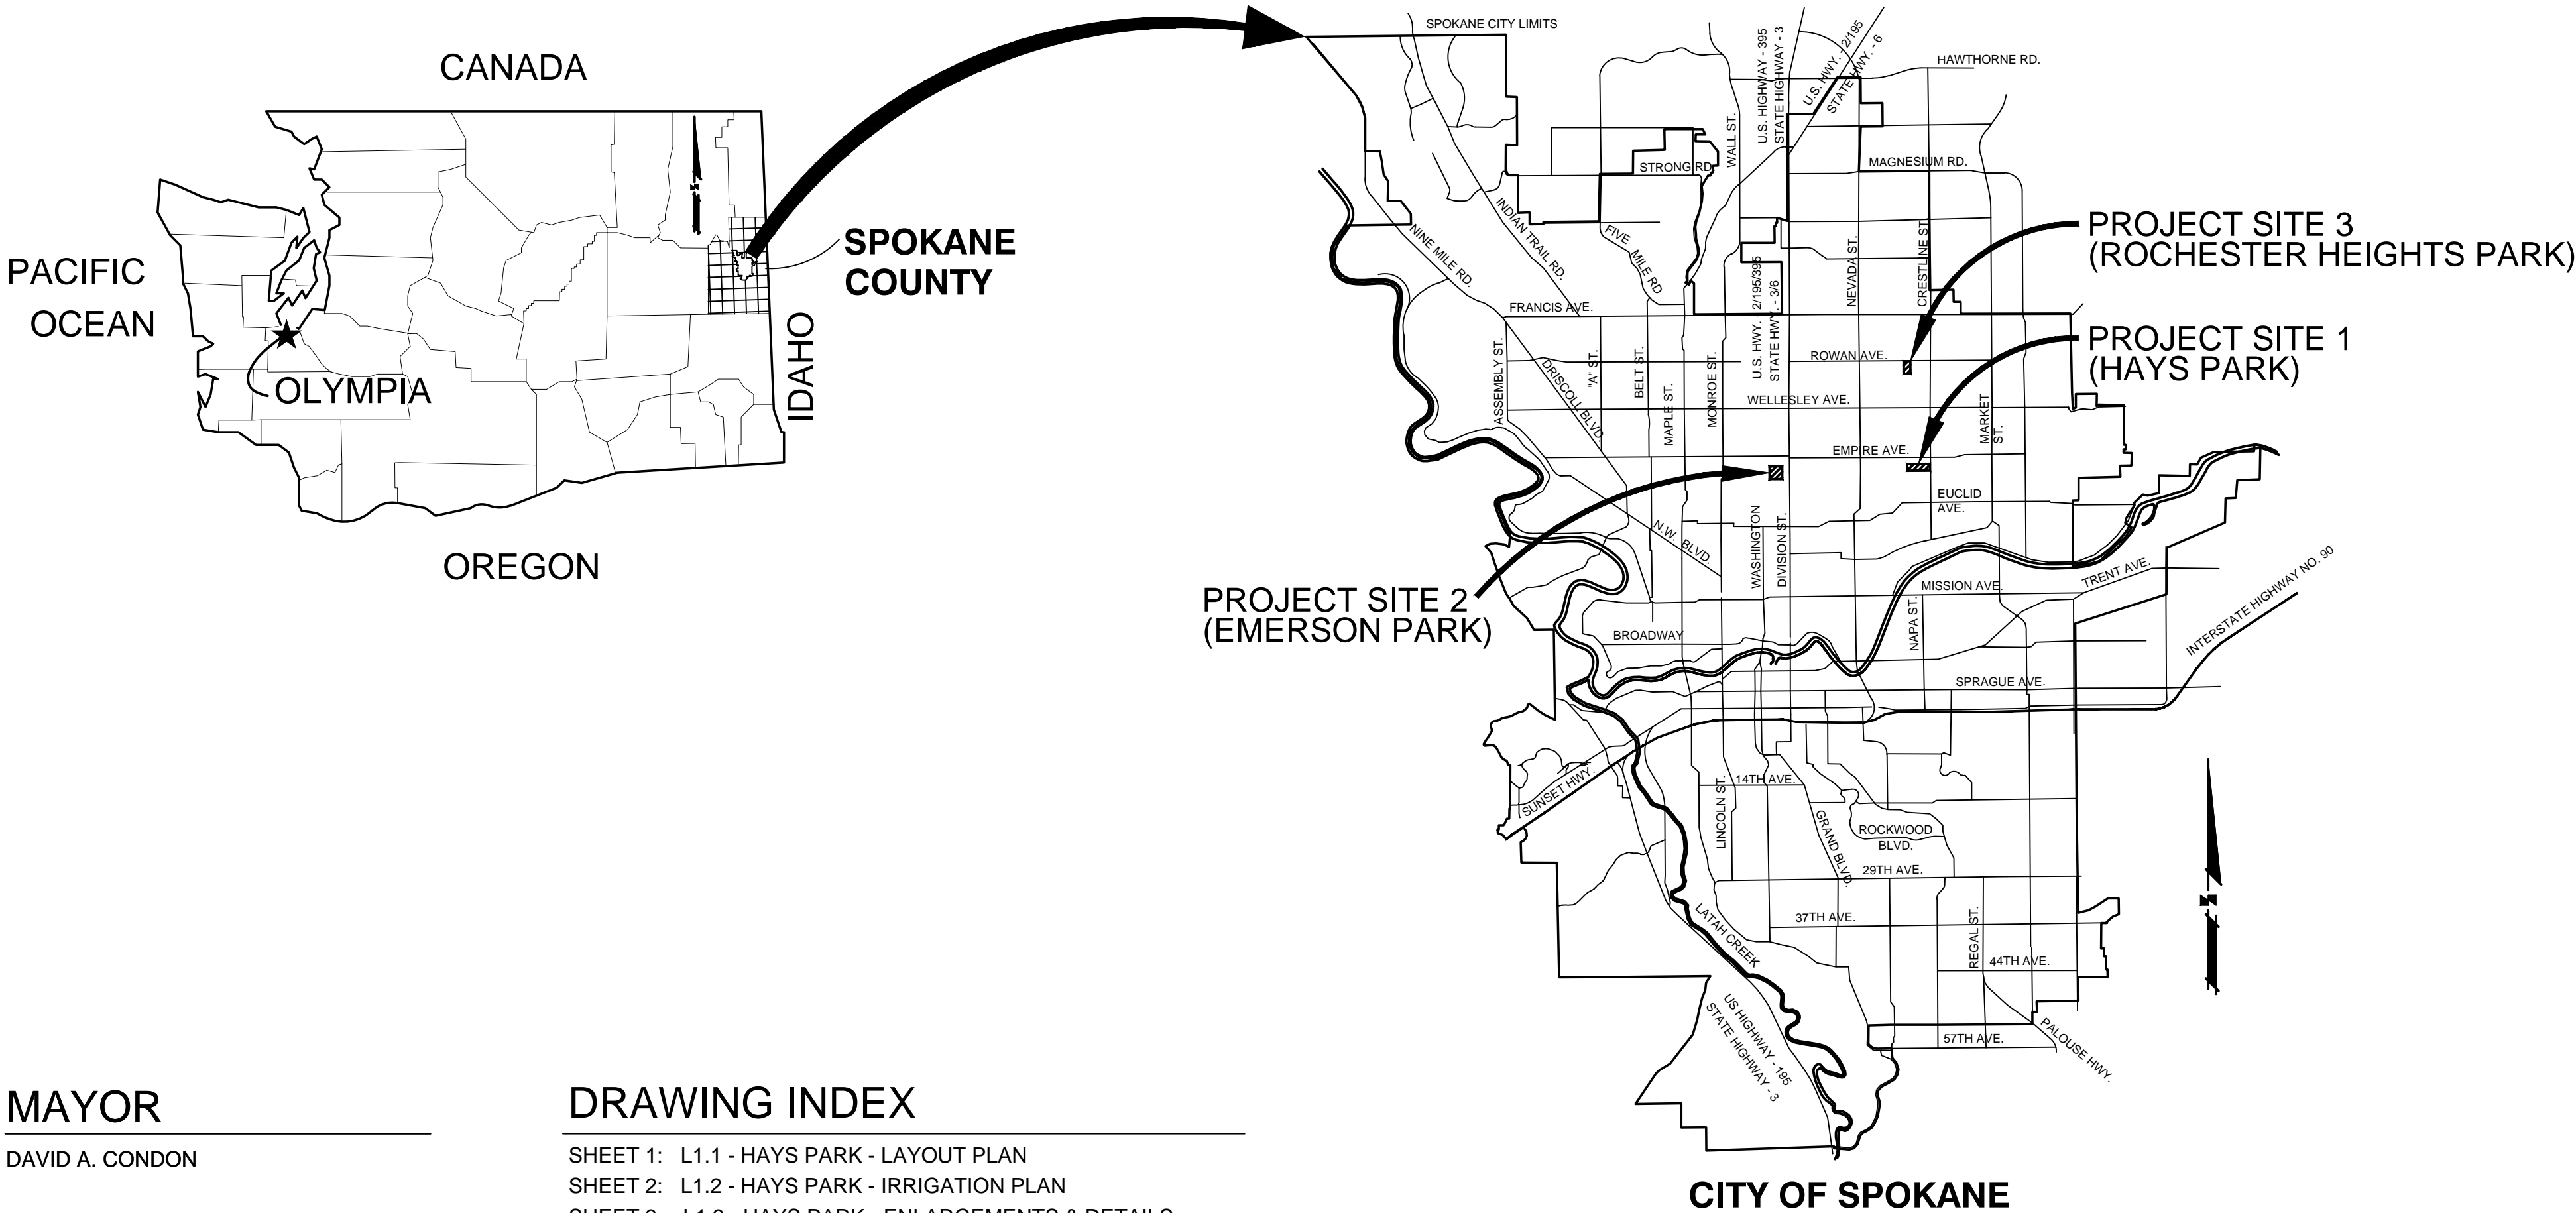 CANADA
PACIFIC
OCEAN
OLYMPIA
OREGON
IDAHO
SPOKANE
COUNTY
SPOKANE CITY LIMITS
HAWTHORNE RD.
U.S. HIGHWAY - 395
STATE HIGHWAY - 3
U.S. HWY. - 2/195
STATE HWY. - 6
WALL ST.
STRONG RD.
MAGNESIUM RD.
INDIAN TRAIL RD.
NINE MILE RD.
FIVE
MILE RD
NEVADA ST.
CRESTLINE ST.
U.S. HWY. - 2/195/395
STATE HWY. - 3/6
FRANCIS AVE.
PROJECT SITE 3
(ROCHESTER HEIGHTS PARK)
PROJECT SITE 1
(HAYS PARK)
ROWAN AVE.
ASSEMBLY ST.
DRISCOLL BLVD.
"A" ST.
BELT ST.
MAPLE ST.
MONROE ST.
WELLESLEY AVE.
MARKET
ST.
EMPIRE AVE.
EUCLID
AVE.
N.W. BLVD.
WASHINGTON
DIVISION ST.
PROJECT SITE 2
(EMERSON PARK)
MISSION AVE.
TRENT AVE.
INTERSTATE HIGHWAY NO. 90
NAPA ST.
BROADWAY
SPRAGUE AVE.
SUNSET HWY.
14TH AVE.
LINCOLN ST.
GRAND BLVD.
ROCKWOOD
BLVD.
29TH AVE.
37TH AVE.
LATAH CREEK
REGAL ST.
44TH AVE.
US HIGHWAY - 195
STATE HIGHWAY - 3
57TH AVE.
PALOUSE HWY.
CITY OF SPOKANE
MAYOR
DAVID A. CONDON
DRAWING INDEX
SHEET 1: L1.1 - HAYS PARK - LAYOUT PLAN
SHEET 2: L1.2 - HAYS PARK - IRRIGATION PLAN
SHEET 3: L1.3 - HAYS PARK - ENLARGEMENTS & DETAILS